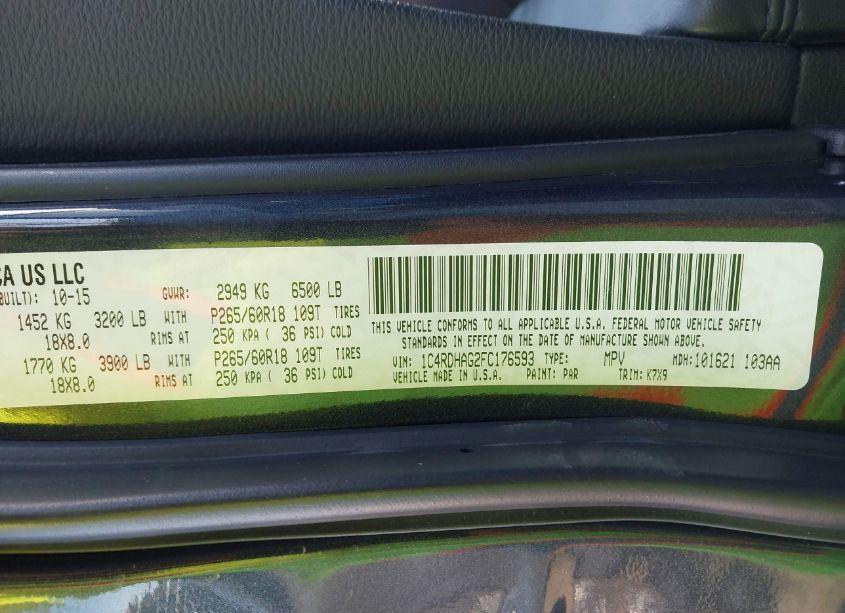 CA US LLC
BUILT): 10-15 GVWR: 2949 KG 6500 LB
1452 KG 3200 LB WITH P265/60R18 109T TIRES
18X8.0 RIMS AT 250 KPA ( 36 PSI) COLD
1770 KG 3900 LB WITH P265/60R18 109T TIRES
18X8.0 RIMS AT 250 KPA ( 36 PSI) COLD
THIS VEHICLE CONFORMS TO ALL APPLICABLE U.S.A. FEDERAL MOTOR VEHICLE SAFETY
STANDARDS IN EFFECT ON THE DATE OF MANUFACTURE SHOWN ABOVE.
VIN: 1C4RDHAG2FC176593 TYPE: MPV MDH: 101621 103AA
VEHICLE MADE IN U.S.A. PAINT: PAR TRIM: K7X9